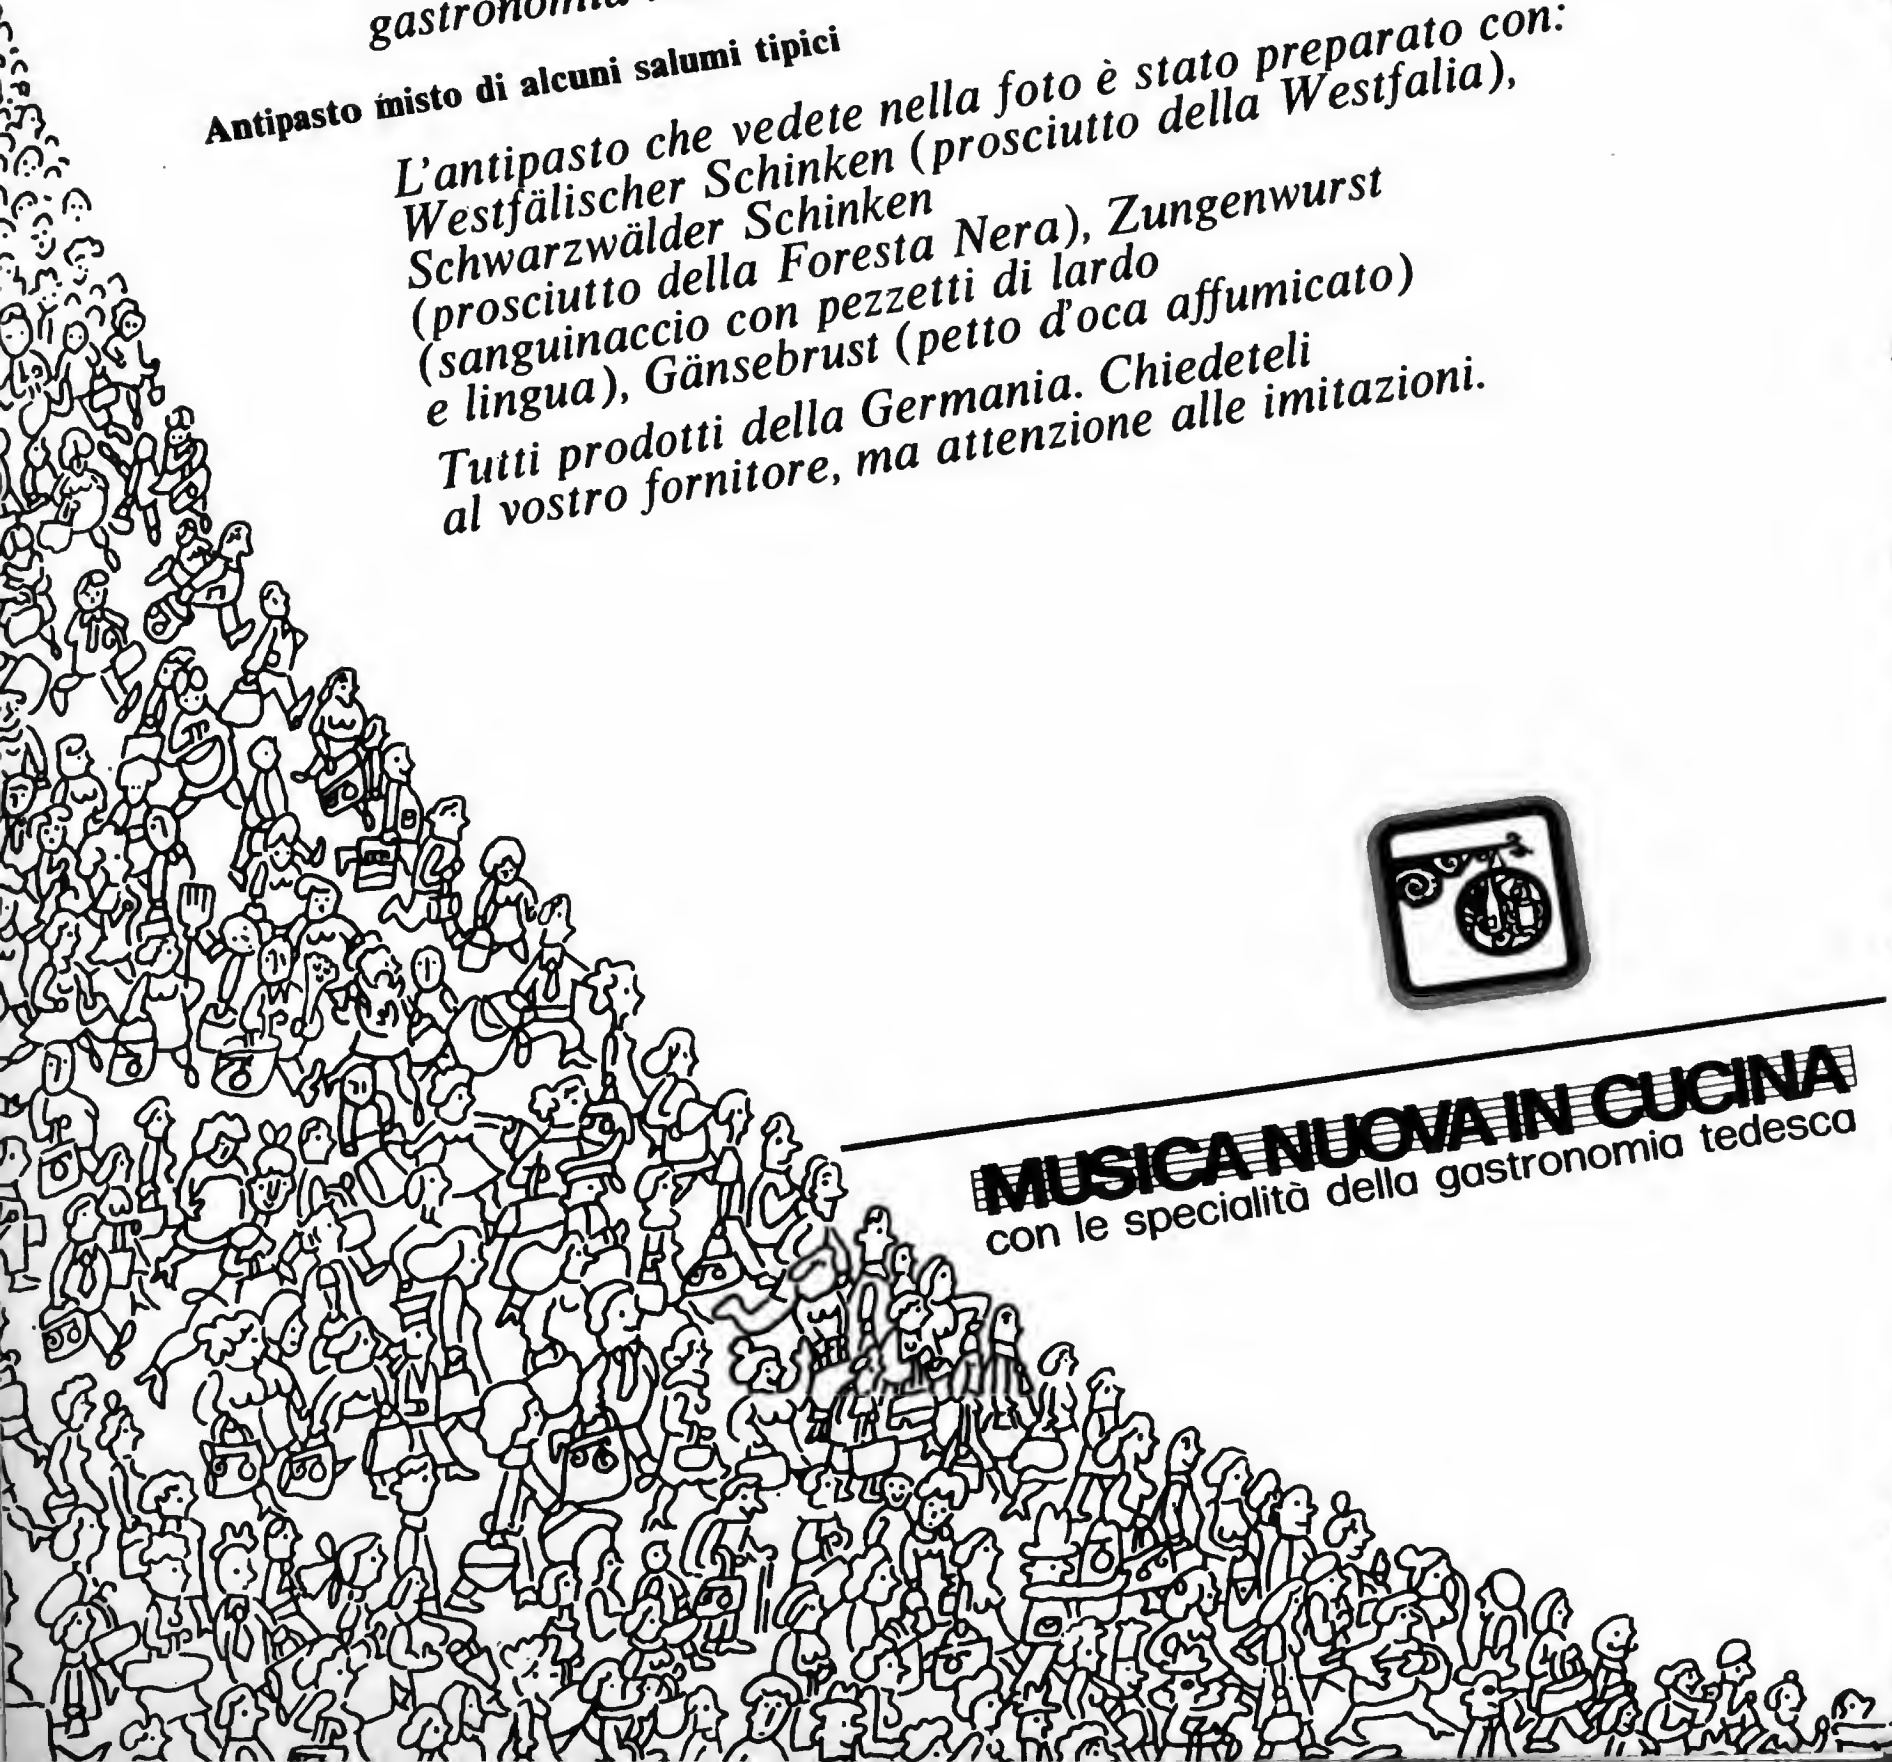 gastronomia
Antipasto misto di alcuni salumi tipici
L'antipasto che vedete nella foto è stato preparato con:
Westfälischer Schinken (prosciutto della Westfalia),
Schwarzwälder Schinken
(prosciutto della Foresta Nera), Zungenwurst
(sanguinaccio con pezzetti di lardo
e lingua), Gänsebrust (petto d'oca affumicato)
Tutti prodotti della Germania. Chiedeteli
al vostro fornitore, ma attenzione alle imitazioni.
MUSICA NUOVA IN CUCINA
con le specialità della gastronomia tedesca